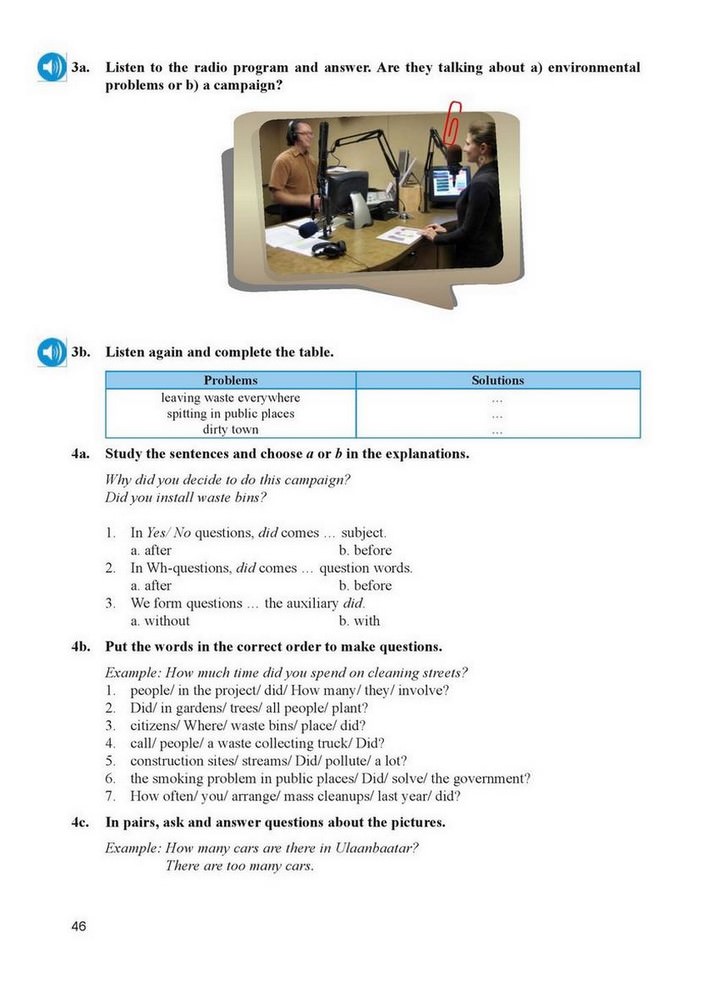 3a. Listen to the radio program and answer. Are they talking about a) environmental
problems or b) a campaign?
3b. Listen again and complete the table.
Problems Solutions
leaving waste everywhere ...
spitting in public places ...
dirty town ...
4a. Study the sentences and choose a or b in the explanations.
Why did you decide to do this campaign?
Did you install waste bins?
1. In Yes/ No questions, did comes … subject.
a. after b. before
2. In Wh-questions, did comes … question words.
a. after b. before
3. We form questions … the auxiliary did.
a. without b. with
4b. Put the words in the correct order to make questions.
Example: How much time did you spend on cleaning streets?
1. people/ in the project/ did/ How many/ they/ involve?
2. Did/ in gardens/ trees/ all people/ plant?
3. citizens/ Where/ waste bins/ place/ did?
4. call/ people/ a waste collecting truck/ Did?
5. construction sites/ streams/ Did/ pollute/ a lot?
6. the smoking problem in public places/ Did/ solve/ the government?
7. How often/ you/ arrange/ mass cleanups/ last year/ did?
4c. In pairs, ask and answer questions about the pictures.
Example: How many cars are there in Ulaanbaatar?
There are too many cars.
46